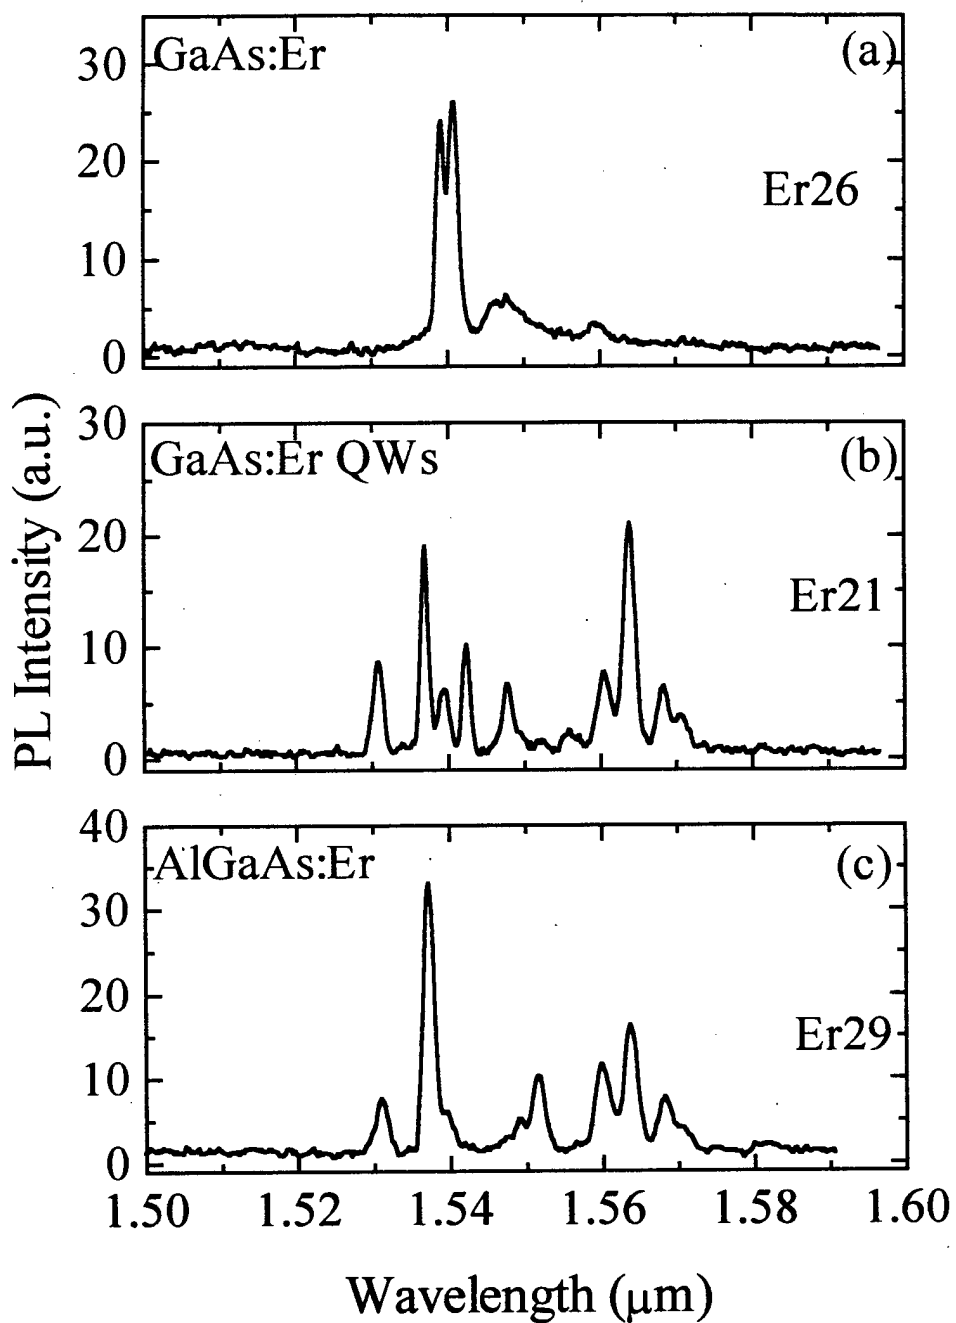 GaAs:Er
(a)
30
20
10
0
Er26
PL Intensity (a.u.)
GaAs:Er QWs
(b)
30
20
10
0
Er21
AlGaAs:Er
(c)
40
30
20
10
0
Er29
1.50 1.52 1.54 1.56 1.58 1.60
Wavelength (μm)